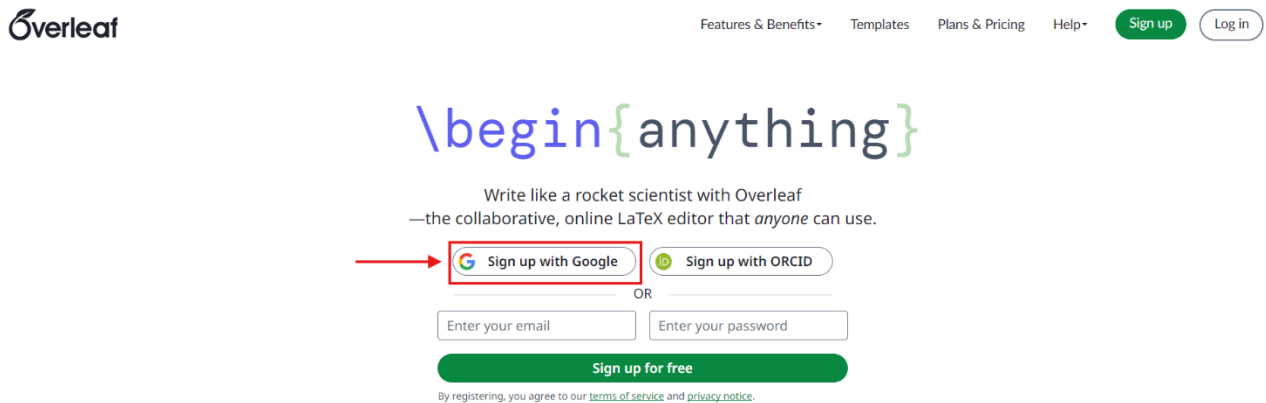 Overleaf
Features & Benefits Templates Plans & Pricing Help Sign up Log in
\begin{anything}
Write like a rocket scientist with Overleaf
—the collaborative, online LaTeX editor that anyone can use.
Sign up with Google iD Sign up with ORCID
OR
Enter your email Enter your password
Sign up for free
By registering, you agree to our terms of service and privacy notice.